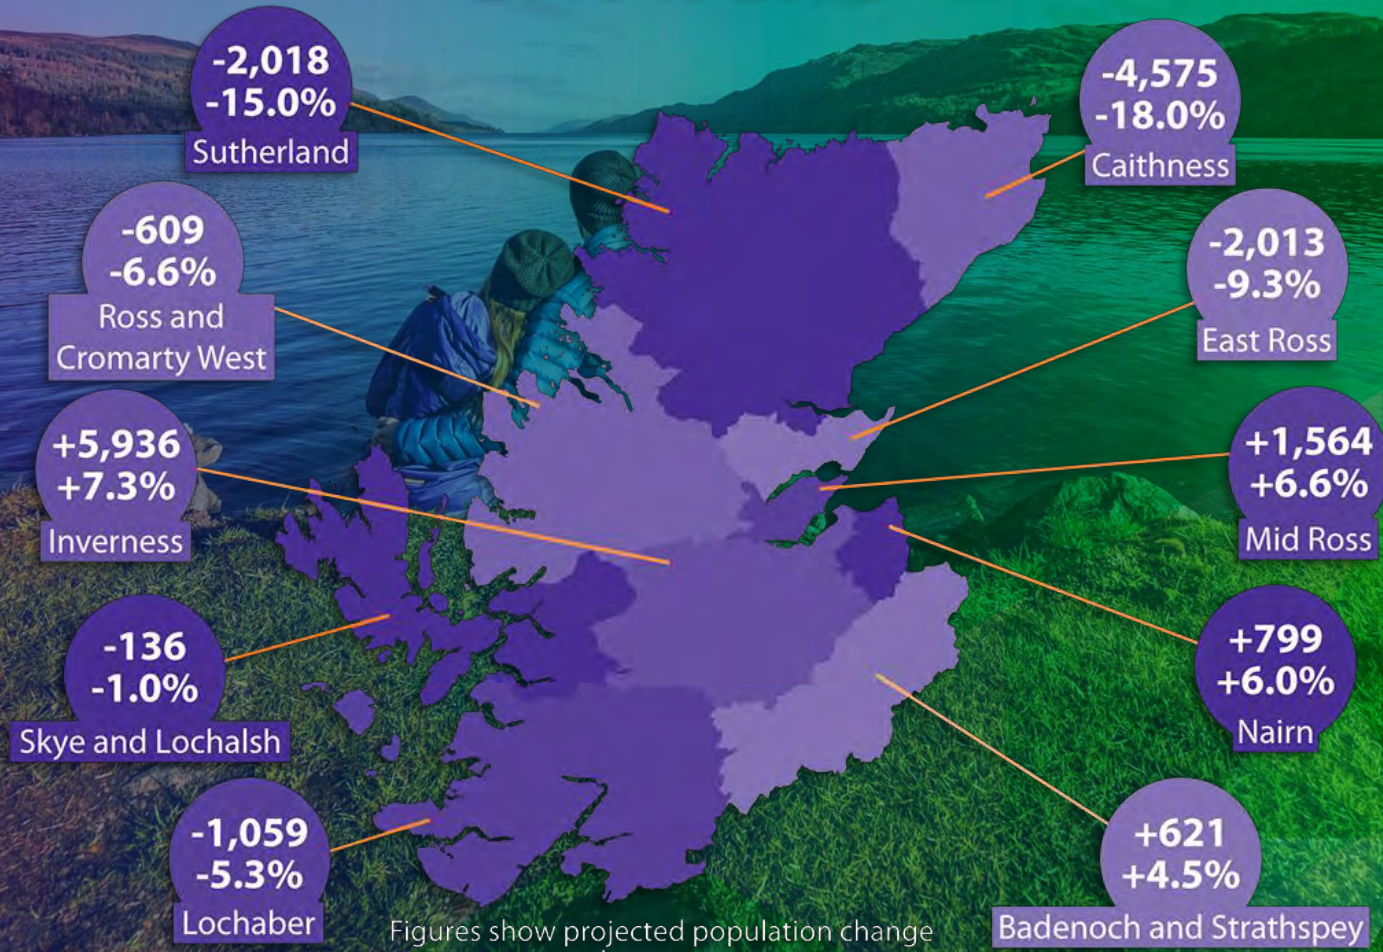 -2,018
-15.0%
Sutherland
-4,575
-18.0%
Caithness
-609
-6.6%
Ross and
Cromarty West
-2,013
-9.3%
East Ross
+5,936
+7.3%
Inverness
+1,564
+6.6%
Mid Ross
-136
-1.0%
Skye and Lochalsh
+799
+6.0%
Nairn
-1,059
-5.3%
Lochaber
+621
+4.5%
Badenoch and Strathspey
Figures show projected population change